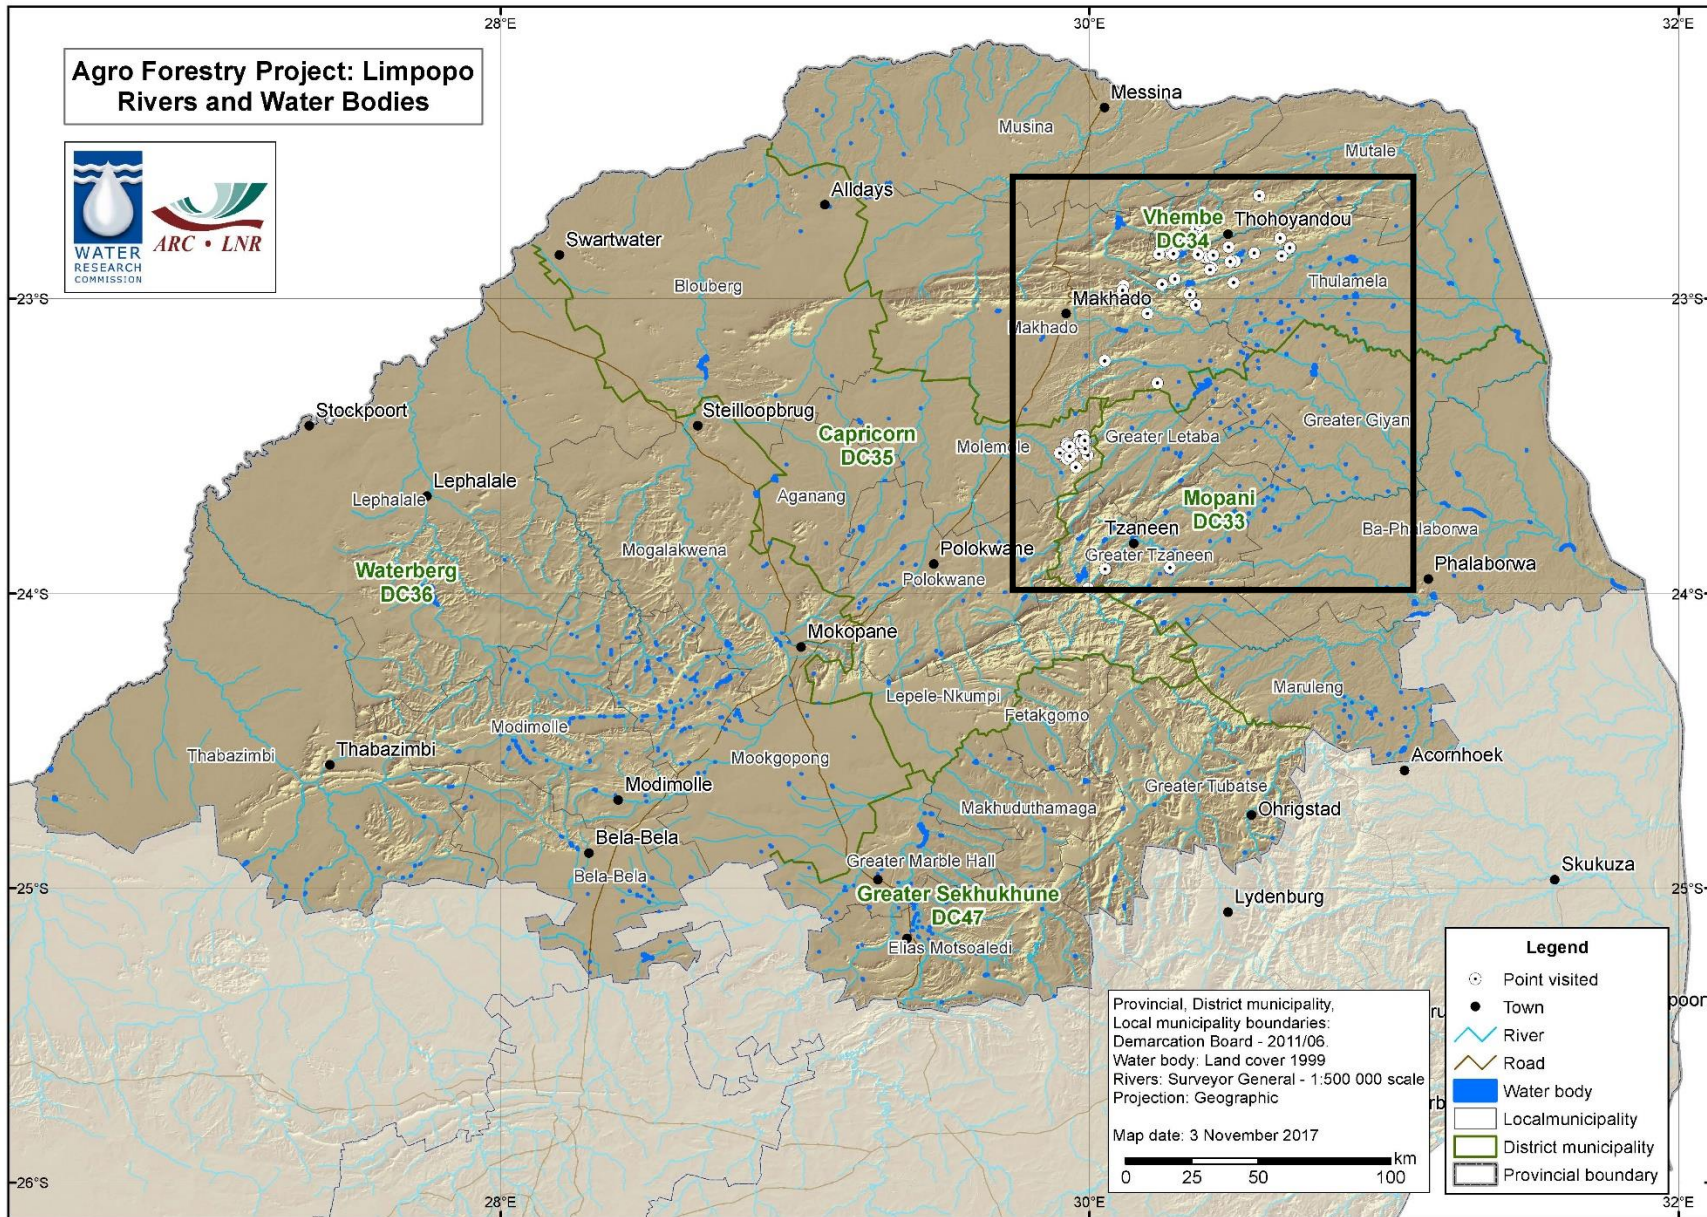 28°E
30°E
32°E
Agro Forestry Project: Limpopo
Rivers and Water Bodies
WATER
RESEARCH
COMMISSION
ARC • LNR
Messina
Musina
Mutale
Alldays
Vhembe
DC34
Thohoyandou
Swartwater
Blouberg
Thulamela
23°S
Makhado
23°S
Makhado
Stockpoort
Steilloopbrug
Capricorn
DC35
Molemole
Greater Letaba
Greater Giyan
Lephalale
Lephalale
Aganang
Mopani
DC33
Mogalakwena
Tzaneen
Ba-Phalaborwa
Polokwane
Greater Tzaneen
Waterberg
DC36
Polokwane
Phalaborwa
24°S
24°S
Mokopane
Lepele-Nkumpi
Maruleng
Fetakgomo
Modimolle
Thabazimbi
Thabazimbi
Mookgopong
Acornhoek
Modimolle
Greater Tubatse
Makhuduthamaga
Ohrigstad
Bela-Bela
Greater Marble Hall
Bela-Bela
Skukuza
25°S
Greater Sekhukhune
DC47
25°S
Lydenburg
Elias Motsoaledi
Legend
Point visited
Town
River
Road
Water body
Localmunicipality
District municipality
Provincial boundary
poort
Provincial, District municipality,
Local municipality boundaries:
Demarcation Board - 2011/06.
Water body: Land cover 1999
Rivers: Surveyor General - 1:500 000 scale
Projection: Geographic
Map date: 3 November 2017
km
0 25 50 100
26°S
28°E
30°E
32°E